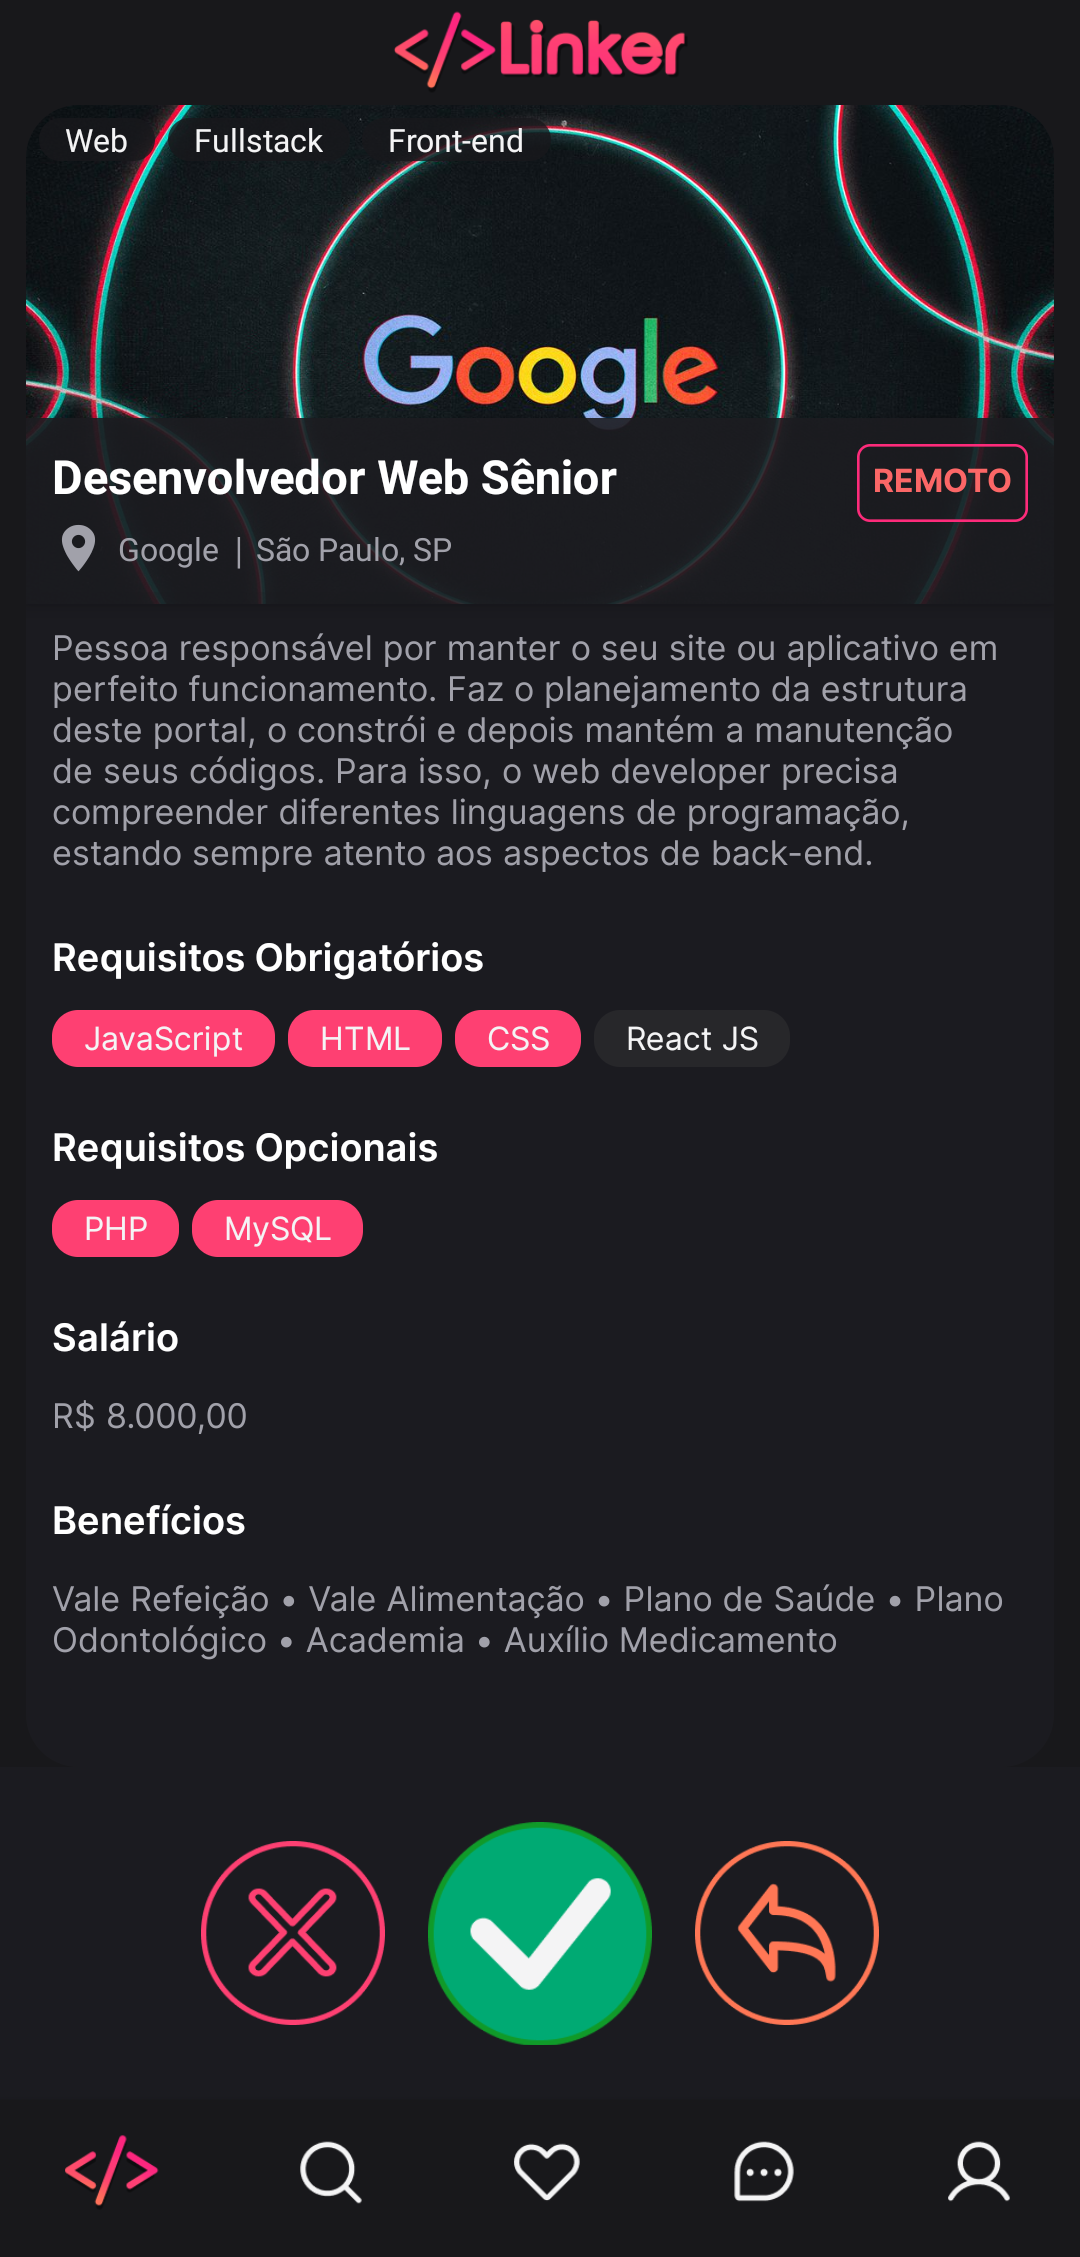 </>Linker
Web Fullstack Front-end
Google
Desenvolvedor Web Sênior REMOTO
Google | São Paulo, SP
Pessoa responsável por manter o seu site ou aplicativo em
perfeito funcionamento. Faz o planejamento da estrutura
deste portal, o constrói e depois mantém a manutenção
de seus códigos. Para isso, o web developer precisa
compreender diferentes linguagens de programação,
estando sempre atento aos aspectos de back-end.
Requisitos Obrigatórios
JavaScript HTML CSS React JS
Requisitos Opcionais
PHP MySQL
Salário
R$ 8.000,00
Benefícios
Vale Refeição • Vale Alimentação • Plano de Saúde • Plano
Odontológico • Academia • Auxílio Medicamento
</>